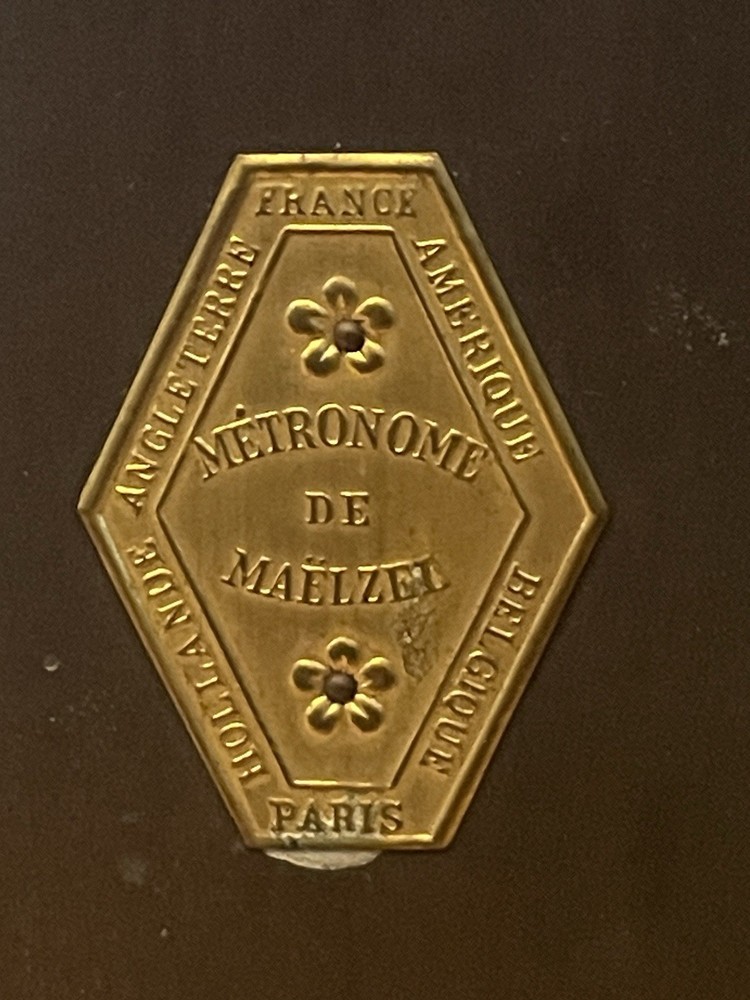 FRANCE
AMERIQUE
BELGIQUE
PARIS
HOLLANDE
ANGLETERRE
MÉTRONOME
DE
MAËLZEL